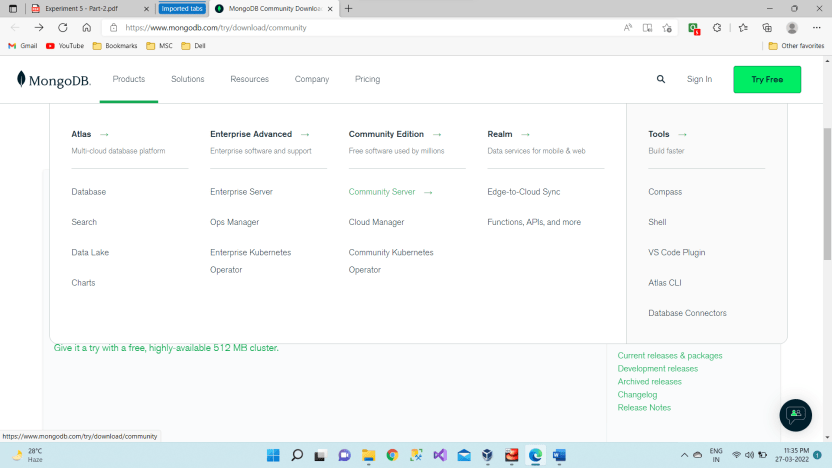 Experiment 5 - Part-2.pdf
Imported tabs
MongoDB Community Downloa
https://www.mongodb.com/try/download/community
Gmail
YouTube
Bookmarks
MSC
Dell
Other favorites
MongoDB.
Products
Solutions
Resources
Company
Pricing
Sign In
Try Free
Atlas →
Multi-cloud database platform
Database
Search
Data Lake
Charts
Enterprise Advanced →
Enterprise software and support
Enterprise Server
Ops Manager
Enterprise Kubernetes
Operator
Community Edition →
Free software used by millions
Community Server →
Cloud Manager
Community Kubernetes
Operator
Realm →
Data services for mobile & web
Edge-to-Cloud Sync
Functions, APIs, and more
Tools →
Build faster
Compass
Shell
VS Code Plugin
Atlas CLI
Database Connectors
Give it a try with a free, highly-available 512 MB cluster.
Current releases & packages
Development releases
Archived releases
Changelog
Release Notes
https://www.mongodb.com/try/download/community
28°C
Haze
ENG
IN
11:35 PM
27-03-2022